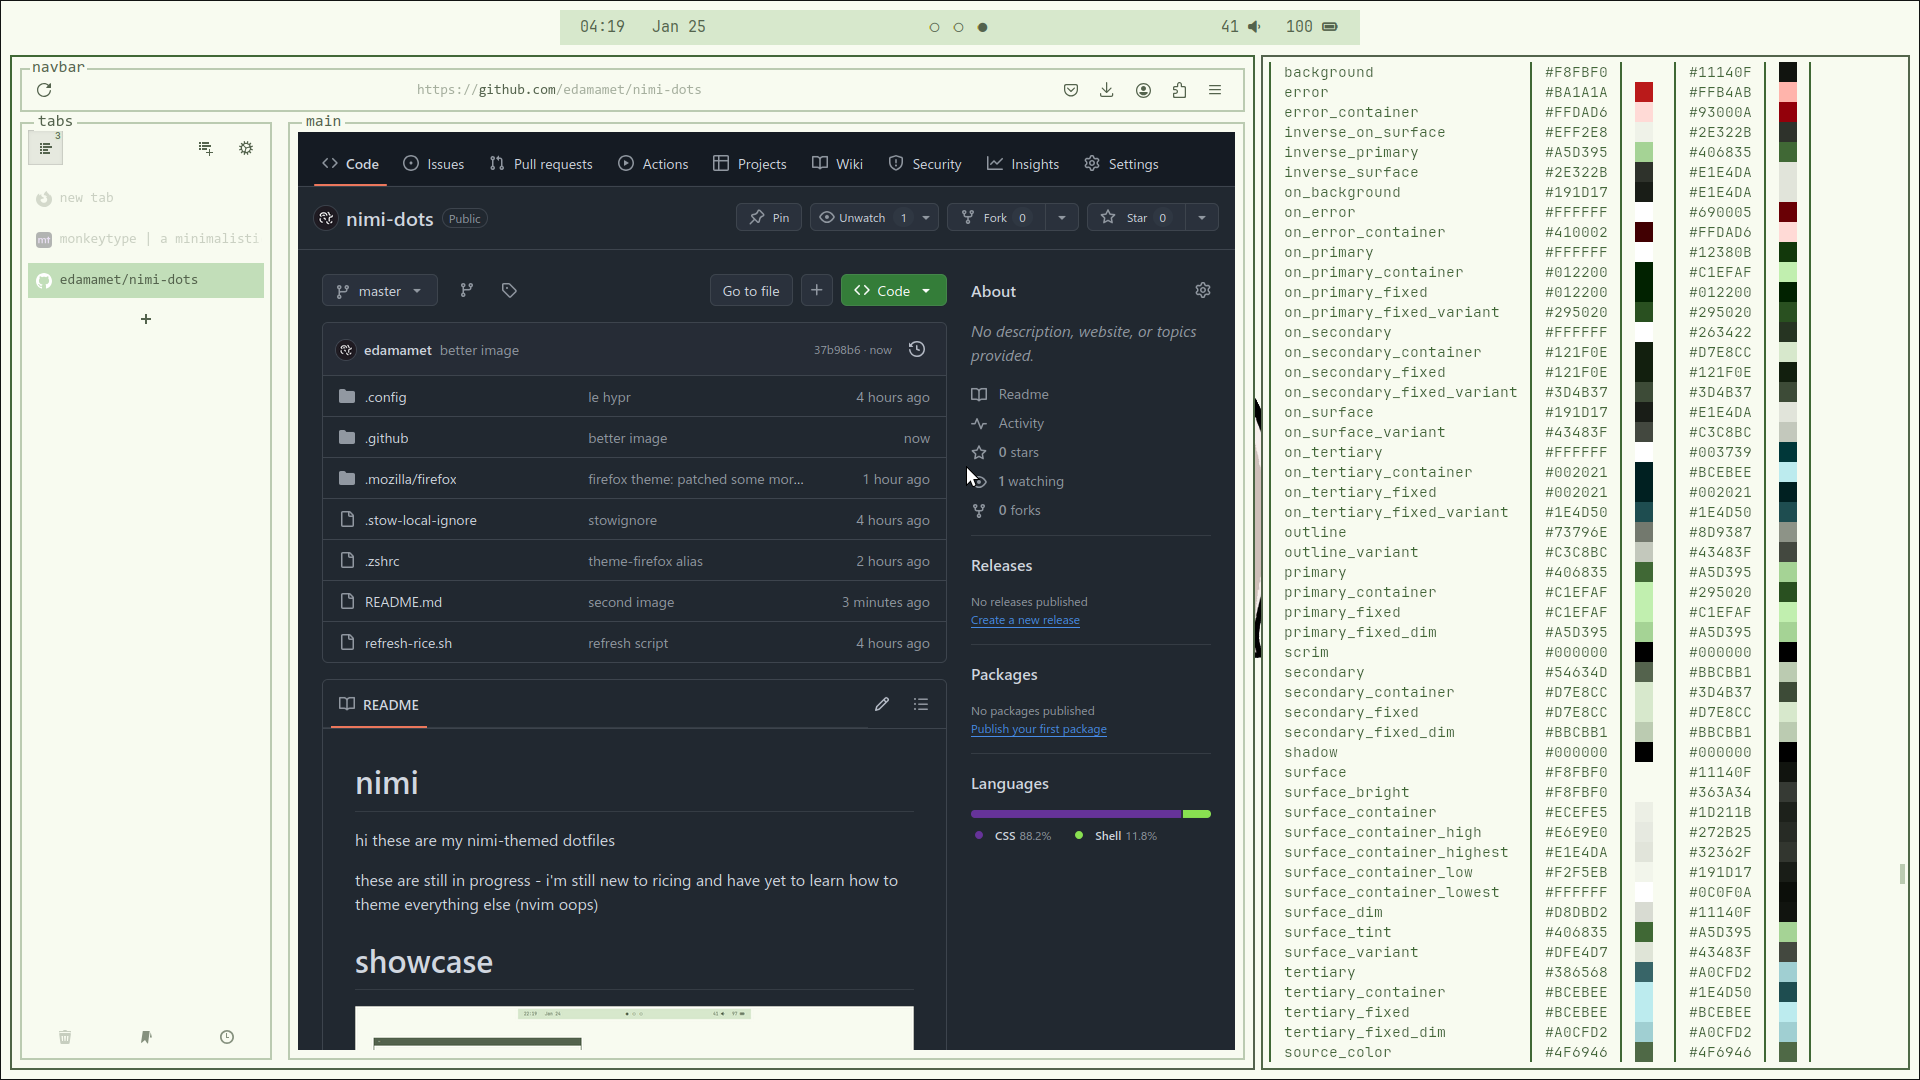 04:19 Jan 25 41 100
navbar
https://github.com/edamamet/nimi-dots
tabs
3
new tab
mt monkeytype | a minimalisti
edamamet/nimi-dots
+
main
Code Issues Pull requests Actions Projects Wiki Security Insights Settings
nimi-dots Public Pin Unwatch 1 Fork 0 Star 0
master Go to file + Code
edamamet better image 37b98b6 · now
.config le hypr 4 hours ago
.github better image now
.mozilla/firefox firefox theme: patched some mor... 1 hour ago
.stow-local-ignore stowignore 4 hours ago
.zshrc theme-firefox alias 2 hours ago
README.md second image 3 minutes ago
refresh-rice.sh refresh script 4 hours ago
README
nimi
hi these are my nimi-themed dotfiles
these are still in progress - i'm still new to ricing and have yet to learn how to
theme everything else (nvim oops)
showcase
22:19 Jan 24 41 97
About
No description, website, or topics
provided.
Readme
Activity
0 stars
1 watching
0 forks
Releases
No releases published
Create a new release
Packages
No packages published
Publish your first package
Languages
CSS 88.2% Shell 11.8%
background #F8FBF0 #11140F
error #BA1A1A #FFB4AB
error_container #FFDAD6 #93000A
inverse_on_surface #EFF2E8 #2E322B
inverse_primary #A5D395 #406835
inverse_surface #2E322B #E1E4DA
on_background #191D17 #E1E4DA
on_error #FFFFFF #690005
on_error_container #410002 #FFDAD6
on_primary #FFFFFF #12380B
on_primary_container #012200 #C1EFAF
on_primary_fixed #012200 #012200
on_primary_fixed_variant #295020 #295020
on_secondary #FFFFFF #263422
on_secondary_container #121F0E #D7E8CC
on_secondary_fixed #121F0E #121F0E
on_secondary_fixed_variant #3D4B37 #3D4B37
on_surface #191D17 #E1E4DA
on_surface_variant #43483F #C3C8BC
on_tertiary #FFFFFF #003739
on_tertiary_container #002021 #BCEBEE
on_tertiary_fixed #002021 #002021
on_tertiary_fixed_variant #1E4D50 #1E4D50
outline #73796E #8D9387
outline_variant #C3C8BC #43483F
primary #406835 #A5D395
primary_container #C1EFAF #295020
primary_fixed #C1EFAF #C1EFAF
primary_fixed_dim #A5D395 #A5D395
scrim #000000 #000000
secondary #54634D #BBCBB1
secondary_container #D7E8CC #3D4B37
secondary_fixed #D7E8CC #D7E8CC
secondary_fixed_dim #BBCBB1 #BBCBB1
shadow #000000 #000000
surface #F8FBF0 #11140F
surface_bright #F8FBF0 #363A34
surface_container #ECEFE5 #1D211B
surface_container_high #E6E9E0 #272B25
surface_container_highest #E1E4DA #32362F
surface_container_low #F2F5EB #191D17
surface_container_lowest #FFFFFF #0C0F0A
surface_dim #D8DBD2 #11140F
surface_tint #406835 #A5D395
surface_variant #DFE4D7 #43483F
tertiary #386568 #A0CFD2
tertiary_container #BCEBEE #1E4D50
tertiary_fixed #BCEBEE #BCEBEE
tertiary_fixed_dim #A0CFD2 #A0CFD2
source_color #4F6946 #4F6946